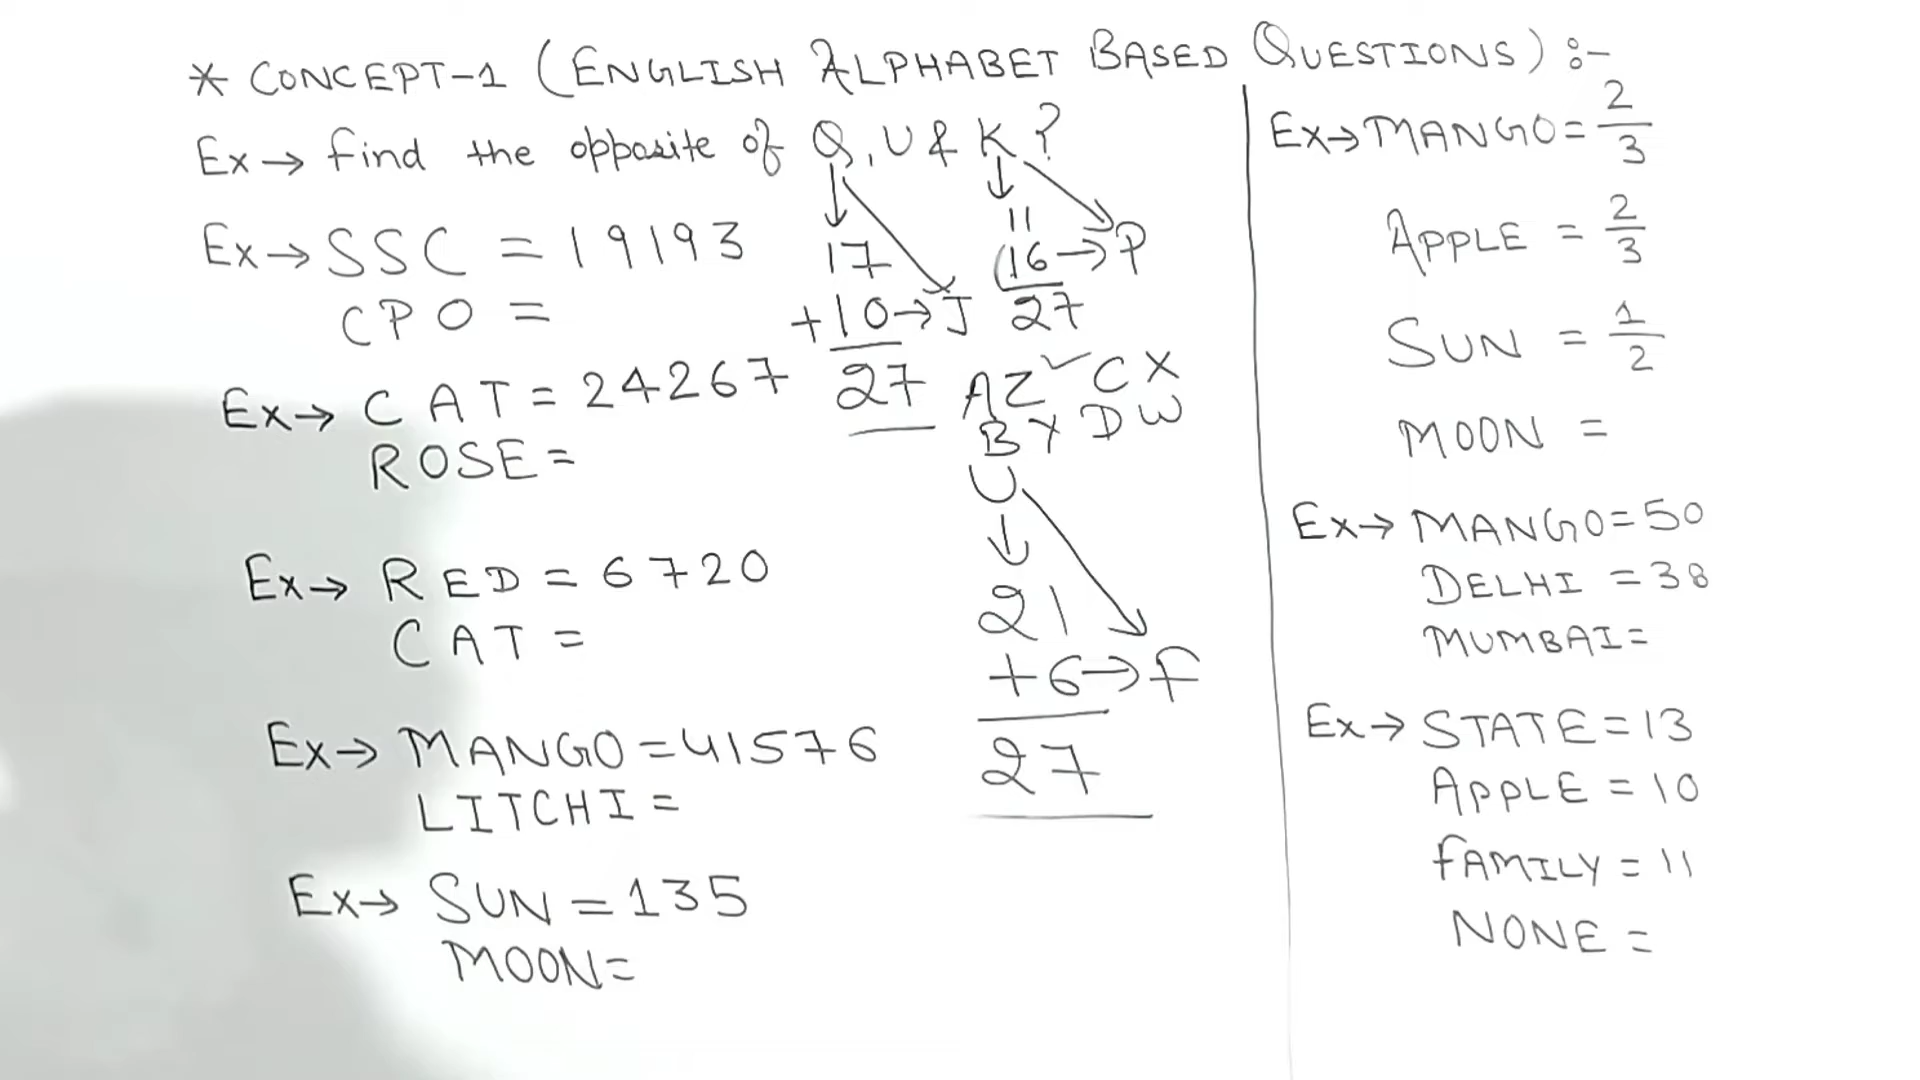 * CONCEPT-1 (ENGLISH ALPHABET BASED QUESTIONS) :-
Ex→ find the opposite of Q, U & K ?
Ex→ SSC = 19193
CPO =
Ex→ CAT = 24267
ROSE =
Ex→ RED = 6720
CAT =
Ex→ MANGO = 41576
LITCHI =
Ex→ SUN = 135
MOON =
17
+10→J
27
11
(16→P
27
AZ✓ CX
BY DW
U
21
+6→F
27
Ex→ MANGO = 2/3
APPLE = 2/3
SUN = 1/2
MOON =
Ex→ MANGO = 50
DELHI = 38
MUMBAI =
Ex→ STATE = 13
APPLE = 10
fAMILY = 11
NONE =